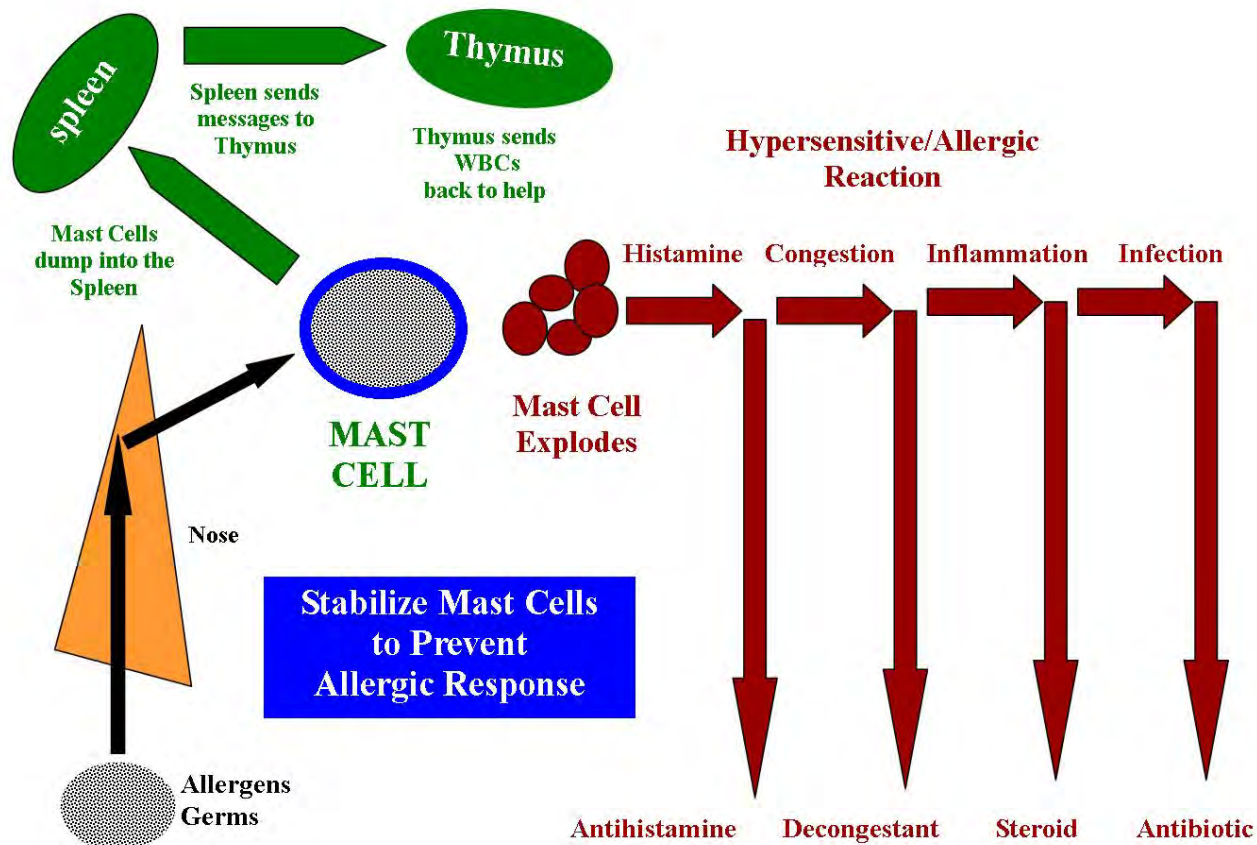 spleen
Thymus
Spleen sends
messages to
Thymus
Thymus sends
WBCs
back to help
Hypersensitive/Allergic
Reaction
Mast Cells
dump into the
Spleen
Histamine
Congestion
Inflammation
Infection
MAST
CELL
Mast Cell
Explodes
Nose
Stabilize Mast Cells
to Prevent
Allergic Response
Allergens
Germs
Antihistamine
Decongestant
Steroid
Antibiotic